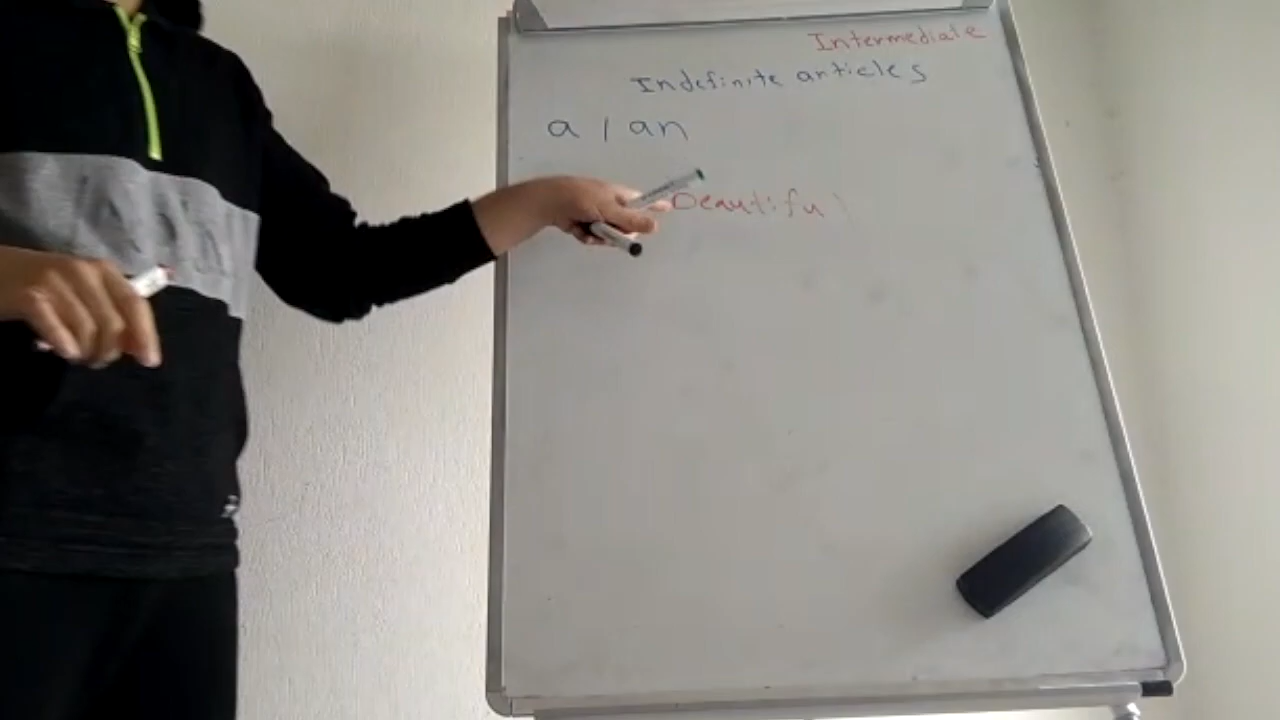 Intermediate
Indefinite articles
a / an
beautiful